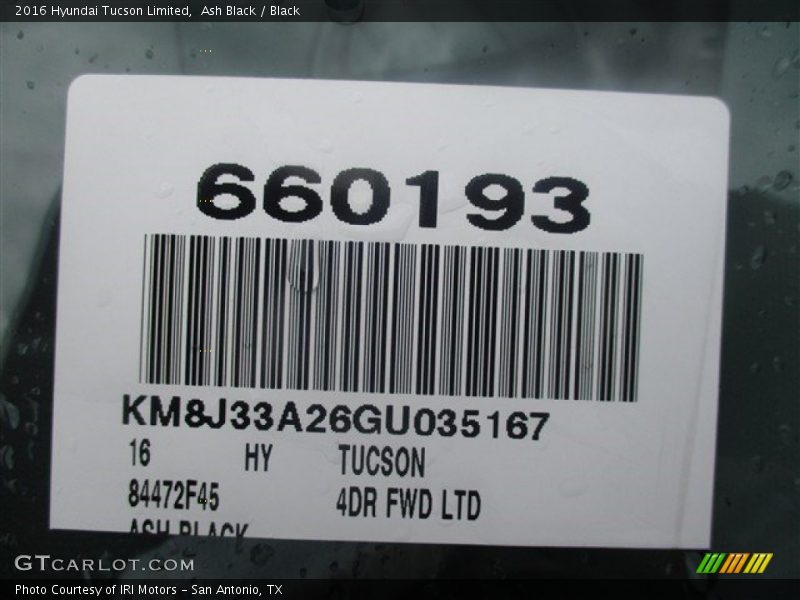 2016 Hyundai Tucson Limited,  Ash Black / Black
660193
KM8J33A26GU035167
16 HY TUCSON
84472F45 4DR FWD LTD
ASH BLACK
GTCARLOT.COM
Photo Courtesy of IRI Motors - San Antonio, TX